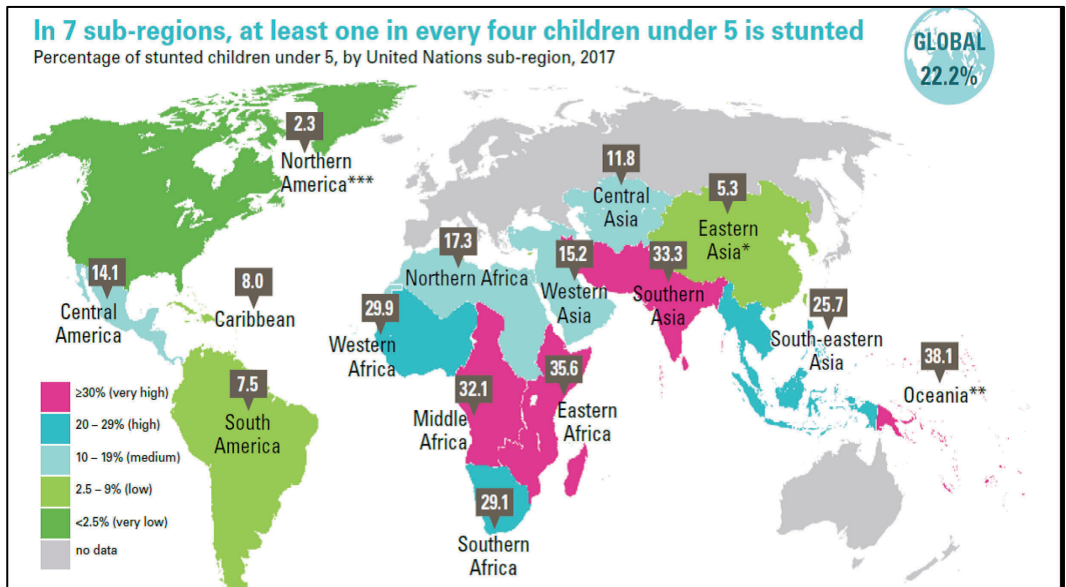 In 7 sub-regions, at least one in every four children under 5 is stunted
Percentage of stunted children under 5, by United Nations sub-region, 2017
GLOBAL
22.2%
2.3
Northern
America***
11.8
Central
Asia
5.3
Eastern
Asia*
17.3
Northern Africa
15.2
Western
Asia
33.3
Southern
Asia
14.1
Central
America
8.0
Caribbean
29.9
Western
Africa
25.7
South-eastern
Asia
38.1
Oceania**
7.5
South
America
32.1
Middle
Africa
35.6
Eastern
Africa
29.1
Southern
Africa
≥30% (very high)
20 – 29% (high)
10 – 19% (medium)
2.5 – 9% (low)
<2.5% (very low)
no data